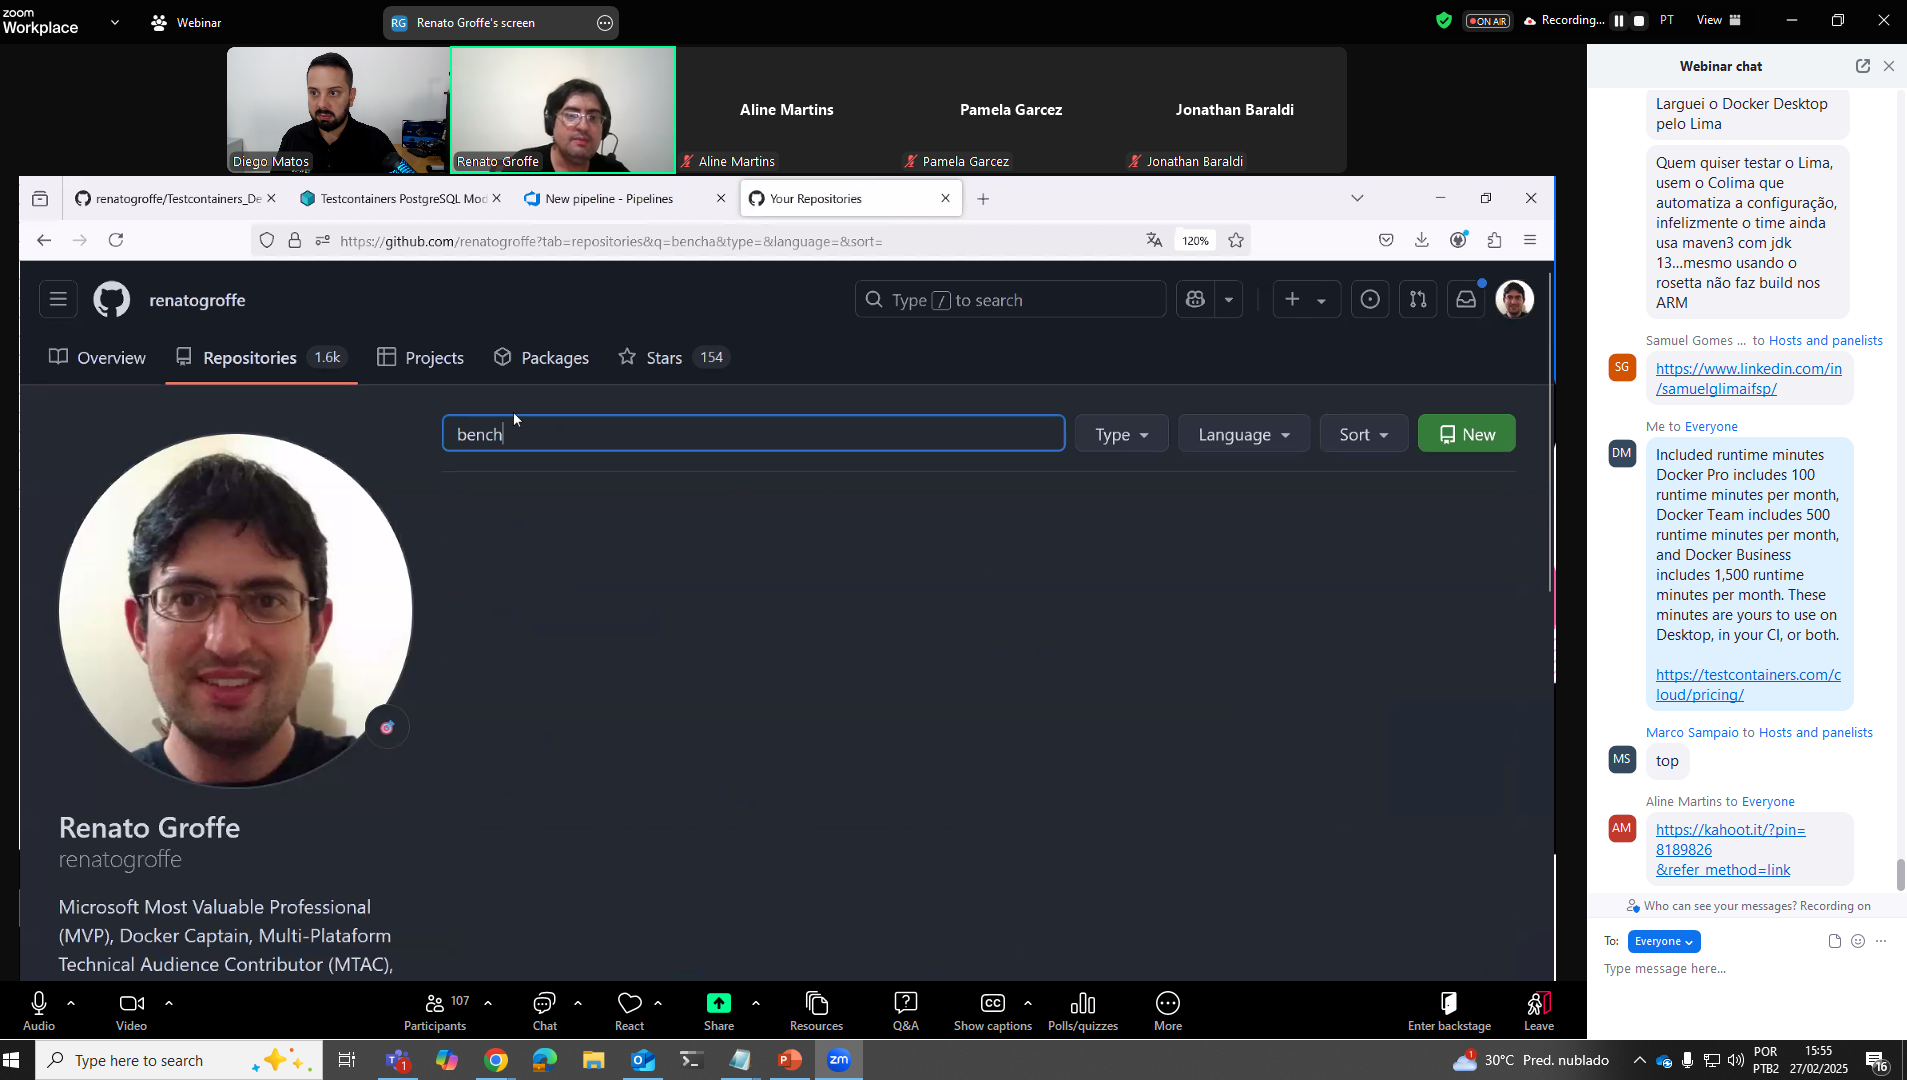 zoom
Workplace
Webinar
RG
Renato Groffe's screen
ON AIR
Recording...
PT
View
Diego Matos
Renato Groffe
Aline Martins
Aline Martins
Pamela Garcez
Pamela Garcez
Jonathan Baraldi
Jonathan Baraldi
renatogroffe/Testcontainers_De
Testcontainers PostgreSQL Mod
New pipeline - Pipelines
Your Repositories
https://github.com/renatogroffe?tab=repositories&q=bencha&type=&language=&sort=
120%
renatogroffe
Type / to search
Overview
Repositories 1.6k
Projects
Packages
Stars 154
bench
Type
Language
Sort
New
Renato Groffe
renatogroffe
Microsoft Most Valuable Professional
(MVP), Docker Captain, Multi-Plataform
Technical Audience Contributor (MTAC),
Webinar chat
Larguei o Docker Desktop
pelo Lima
Quem quiser testar o Lima,
usem o Colima que
automatiza a configuração,
infelizmente o time ainda
usa maven3 com jdk
13...mesmo usando o
rosetta não faz build nos
ARM
Samuel Gomes ... to Hosts and panelists
SG
https://www.linkedin.com/in
/samuelglimaifsp/
Me to Everyone
DM
Included runtime minutes
Docker Pro includes 100
runtime minutes per month,
Docker Team includes 500
runtime minutes per month,
and Docker Business
includes 1,500 runtime
minutes per month. These
minutes are yours to use on
Desktop, in your CI, or both.
https://testcontainers.com/c
loud/pricing/
Marco Sampaio to Hosts and panelists
MS
top
Aline Martins to Everyone
AM
https://kahoot.it/?pin=
8189826
&refer_method=link
Who can see your messages? Recording on
To: Everyone
Type message here...
Audio
Video
107
Participants
Chat
React
Share
Resources
Q&A
CC
Show captions
Polls/quizzes
More
Enter backstage
Leave
Type here to search
1
zm
1
30°C Pred. nublado
POR
PTB2
15:55
27/02/2025
16